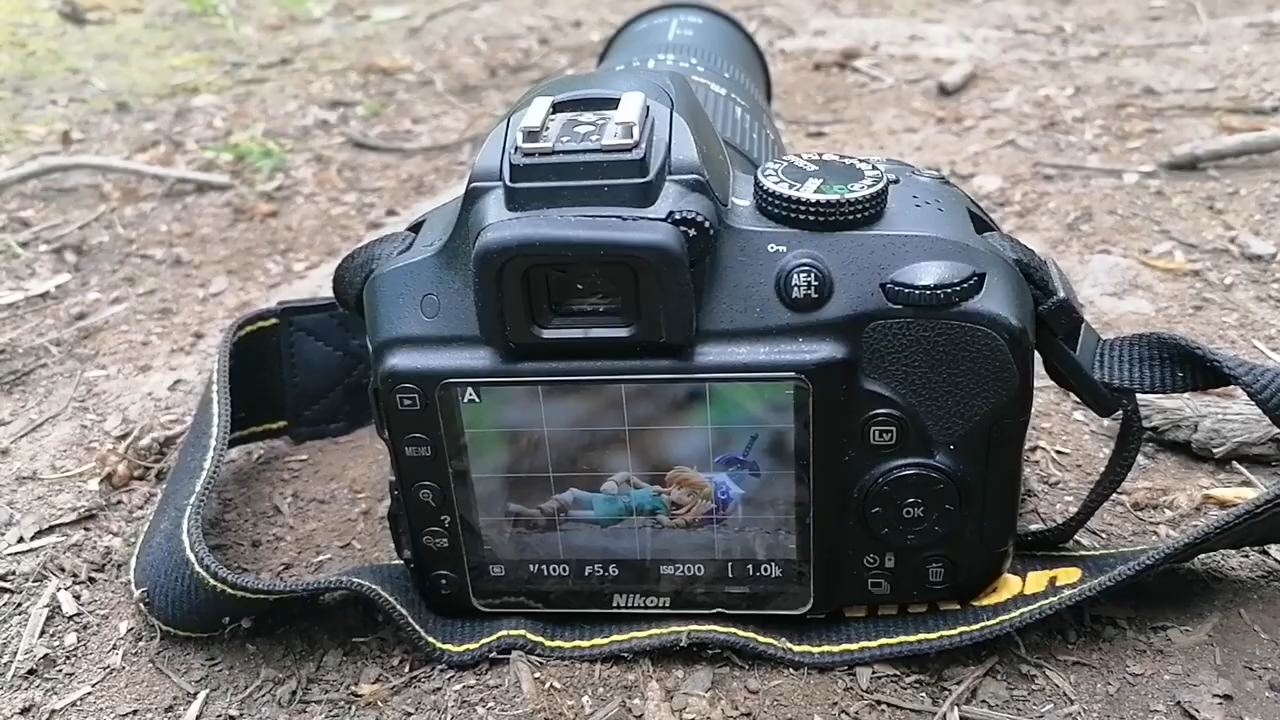 AE-L
AF-L
A
MENU
Lv
?
OK
1/100 F5.6 ISO200 [ 1.0]k
Nikon